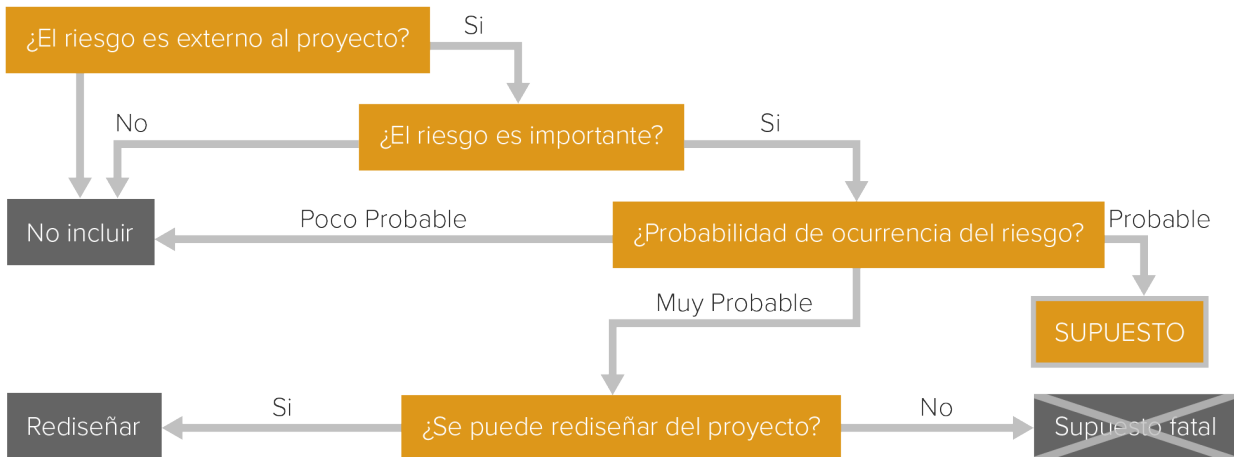 ¿El riesgo es externo al proyecto?
Si
No
¿El riesgo es importante?
Si
No incluir
Poco Probable
¿Probabilidad de ocurrencia del riesgo?
Probable
Muy Probable
SUPUESTO
Rediseñar
Si
¿Se puede rediseñar del proyecto?
No
Supuesto fatal